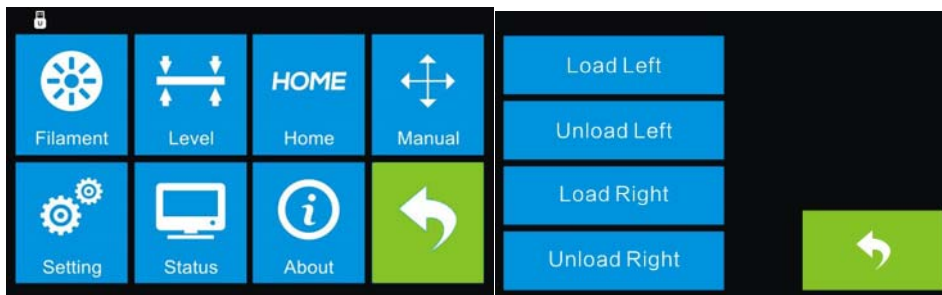 U
Filament
Level
HOME
Home
Manual
Setting
Status
i
About
Load Left
Unload Left
Load Right
Unload Right